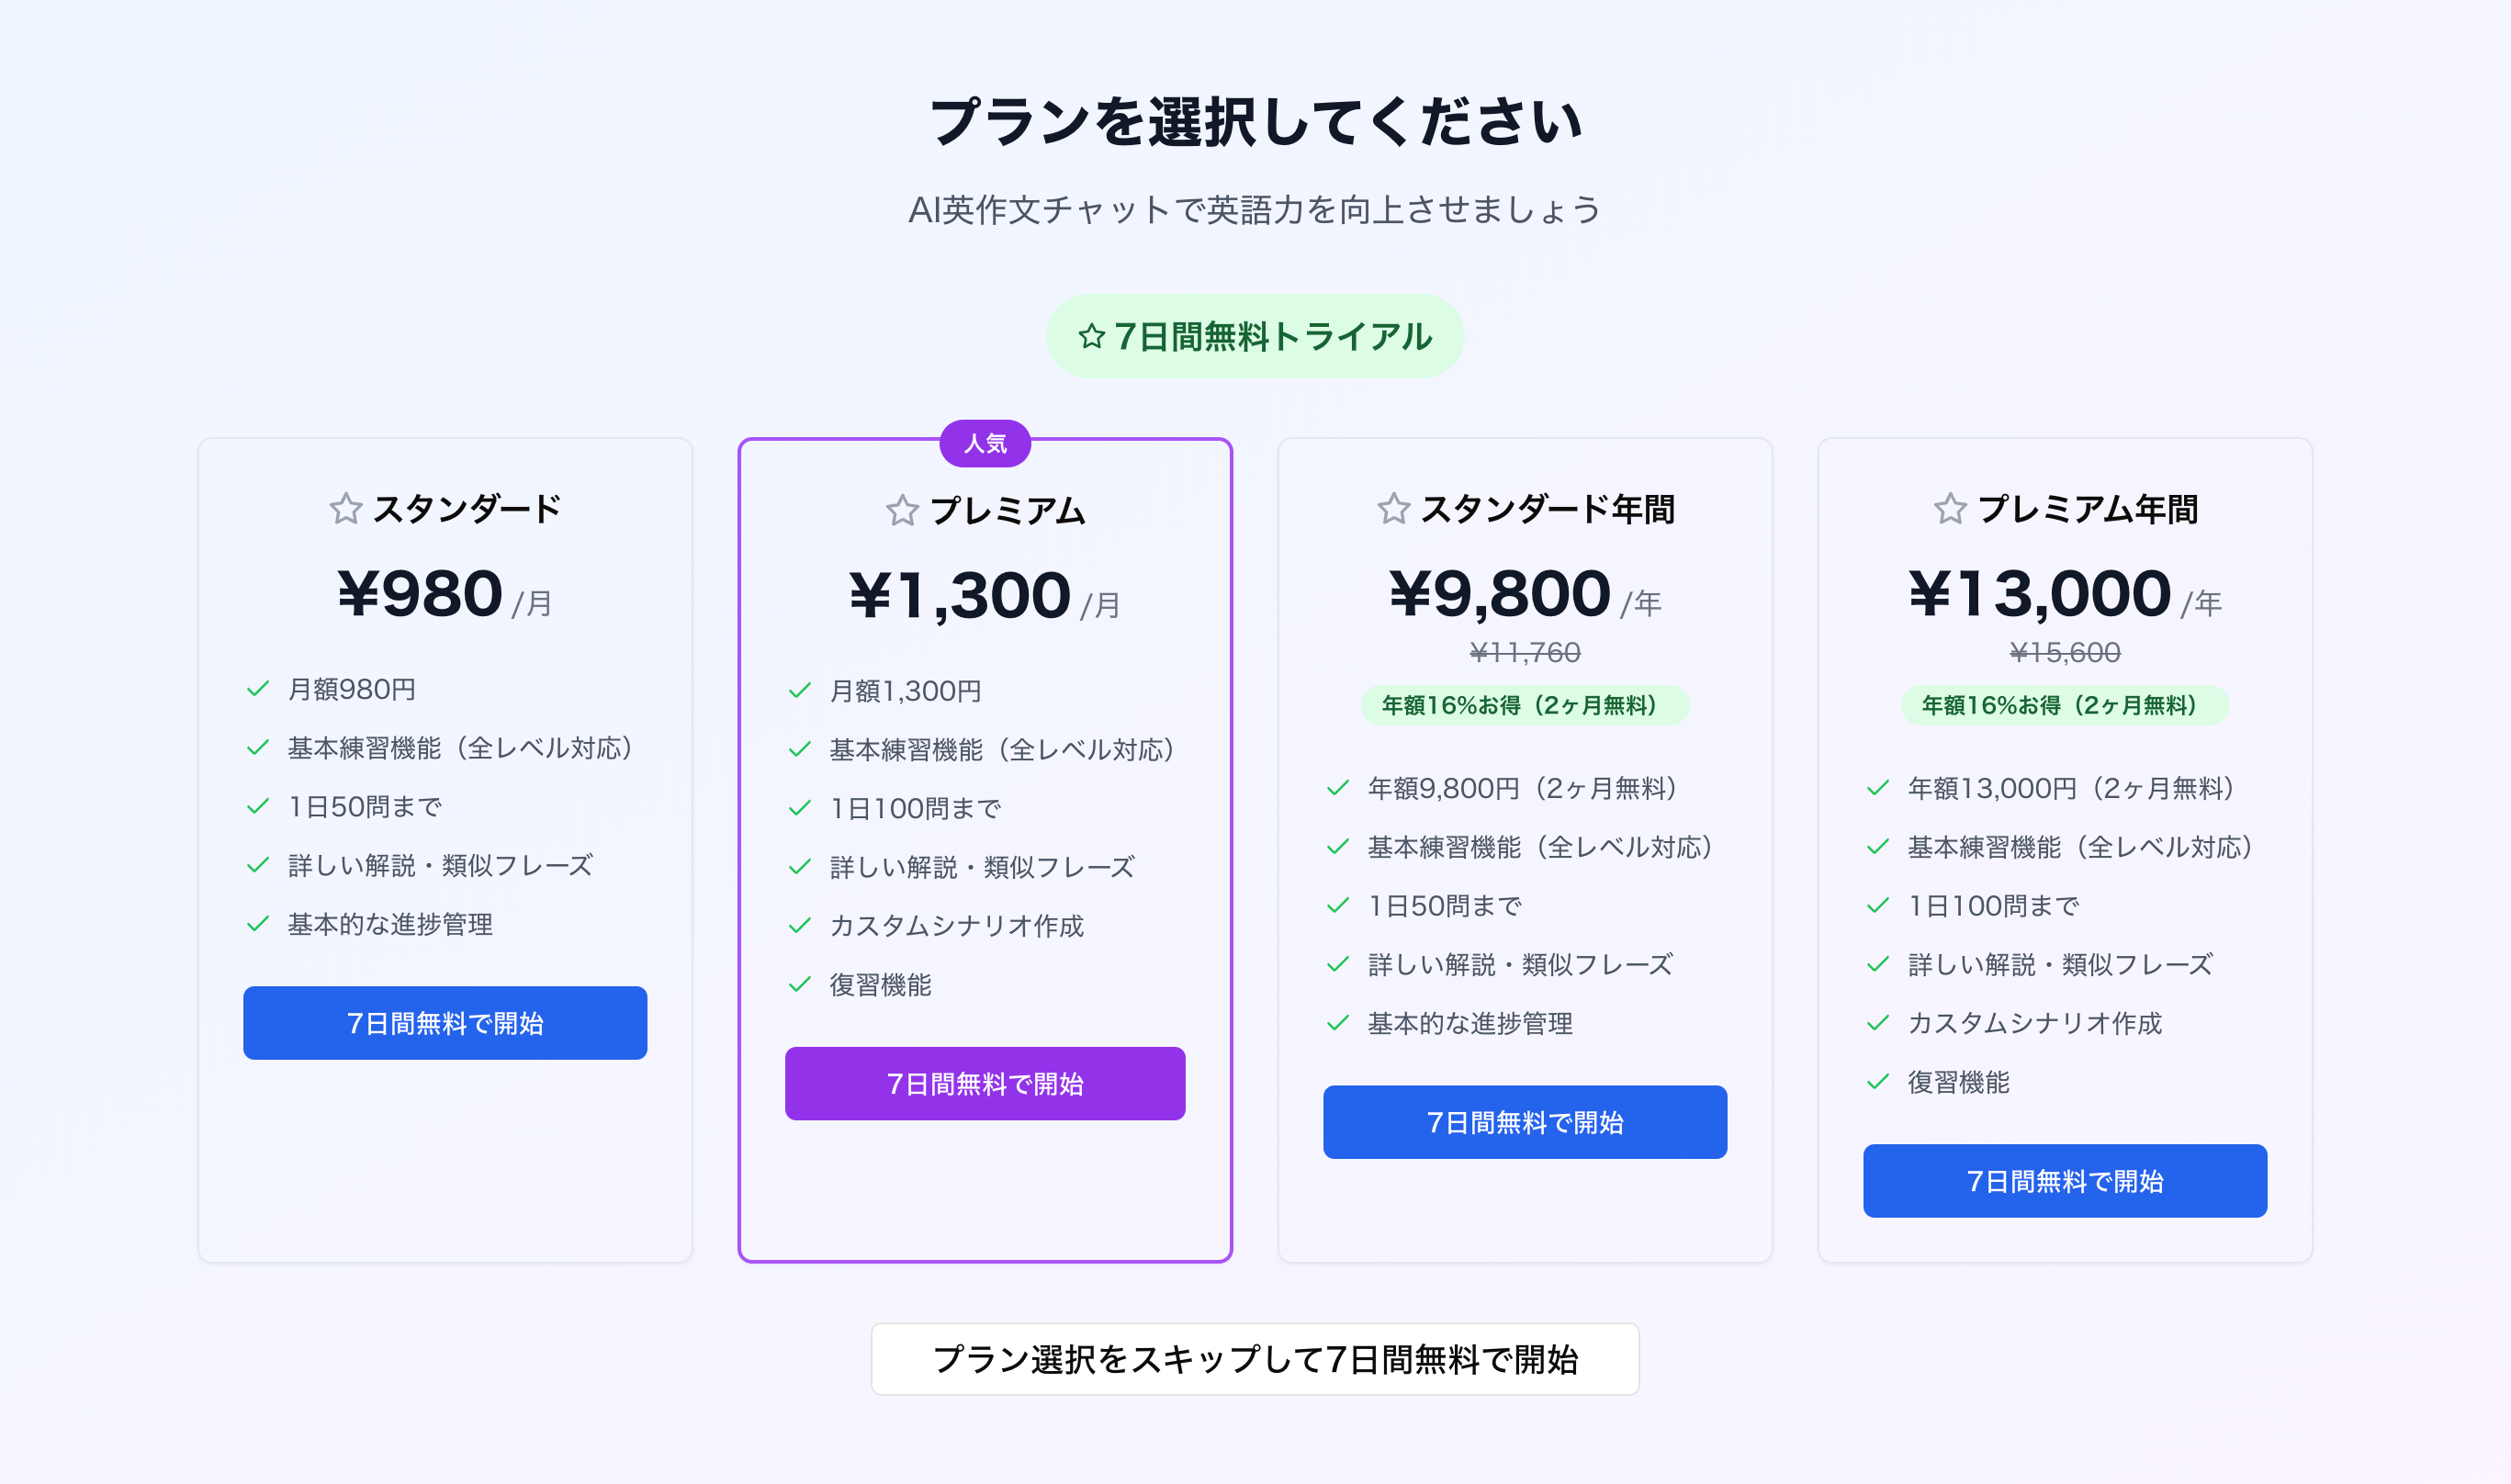 プランを選択してください
AI英作文チャットで英語力を向上させましょう
7日間無料トライアル
スタンダード
¥980 /月
月額980円
基本練習機能（全レベル対応）
1日50問まで
詳しい解説・類似フレーズ
基本的な進捗管理
7日間無料で開始
人気
プレミアム
¥1,300 /月
月額1,300円
基本練習機能（全レベル対応）
1日100問まで
詳しい解説・類似フレーズ
カスタムシナリオ作成
復習機能
7日間無料で開始
スタンダード年間
¥9,800 /年
¥11,760
年額16%お得（2ヶ月無料）
年額9,800円（2ヶ月無料）
基本練習機能（全レベル対応）
1日50問まで
詳しい解説・類似フレーズ
基本的な進捗管理
7日間無料で開始
プレミアム年間
¥13,000 /年
¥15,600
年額16%お得（2ヶ月無料）
年額13,000円（2ヶ月無料）
基本練習機能（全レベル対応）
1日100問まで
詳しい解説・類似フレーズ
カスタムシナリオ作成
復習機能
7日間無料で開始
プラン選択をスキップして7日間無料で開始